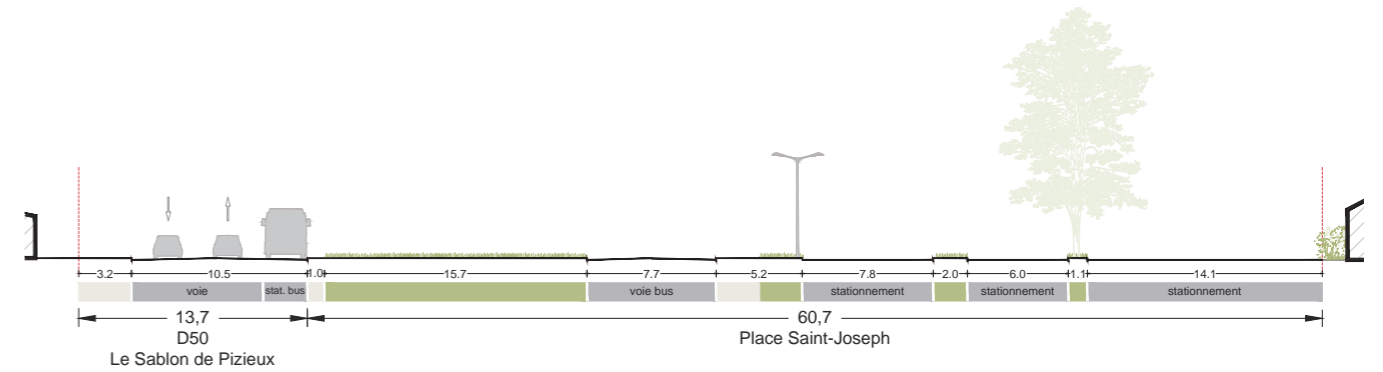 3.2 10.5 1.0 15.7 7.7 5.2 7.8 2.0 6.0 1.1 14.1
voie stat. bus voie bus stationnement stationnement stationnement
13,7 60,7
D50 Place Saint-Joseph
Le Sablon de Pizieux